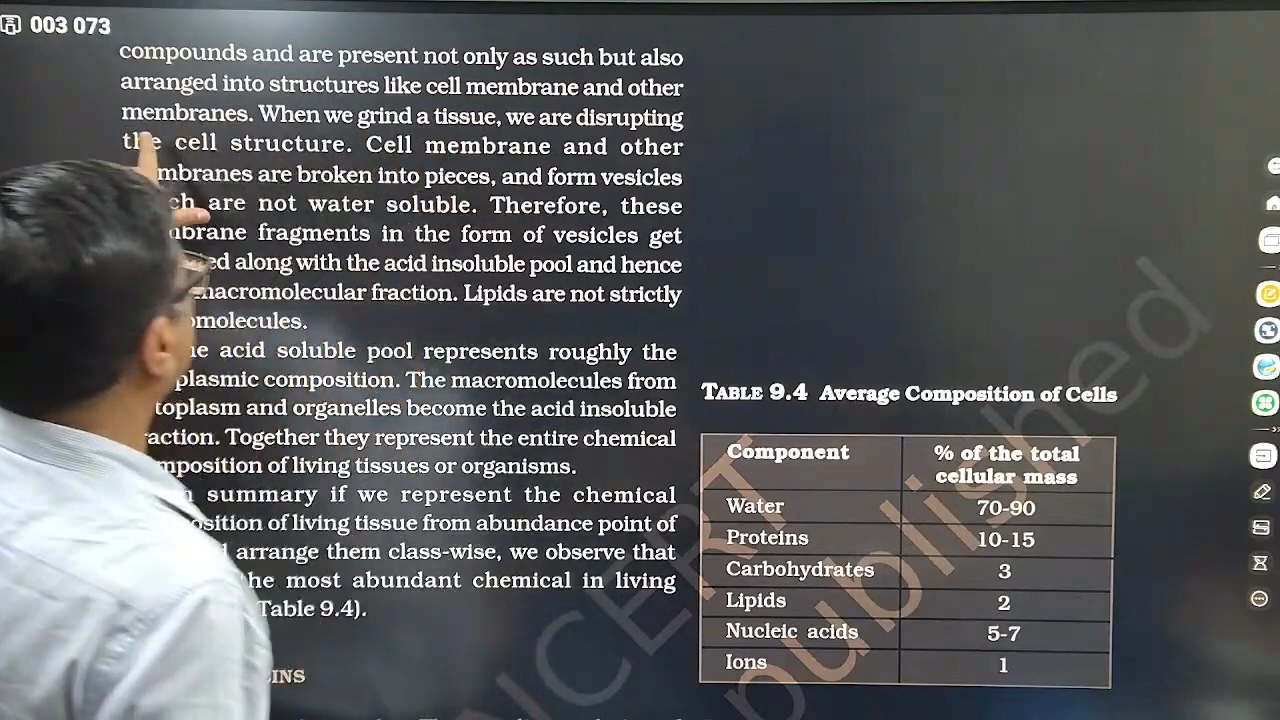 003 073
compounds and are present not only as such but also
arranged into structures like cell membrane and other
membranes. When we grind a tissue, we are disrupting
the cell structure. Cell membrane and other
mbranes are broken into pieces, and form vesicles
ch are not water soluble. Therefore, these
brane fragments in the form of vesicles get
ed along with the acid insoluble pool and hence
macromolecular fraction. Lipids are not strictly
omolecules.
e acid soluble pool represents roughly the
plasmic composition. The macromolecules from
toplasm and organelles become the acid insoluble
raction. Together they represent the entire chemical
mposition of living tissues or organisms.
summary if we represent the chemical
osition of living tissue from abundance point of
arrange them class-wise, we observe that
he most abundant chemical in living
Table 9.4).
INS
TABLE 9.4 Average Composition of Cells
Component % of the total cellular mass
Water 70-90
Proteins 10-15
Carbohydrates 3
Lipids 2
Nucleic acids 5-7
Ions 1
NCERT
published